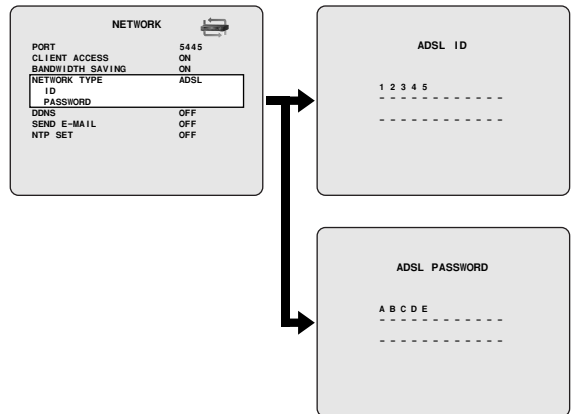 NETWORK
PORT 5445
CLIENT ACCESS ON
BANDWIDTH SAVING ON
NETWORK TYPE ADSL
ID
PASSWORD
DDNS OFF
SEND E-MAIL OFF
NTP SET OFF
ADSL ID
1 2 3 4 5
- - - - - - - - - - - -
- - - - - - - - - - - -
ADSL PASSWORD
A B C D E
- - - - - - - - - - - -
- - - - - - - - - - - -